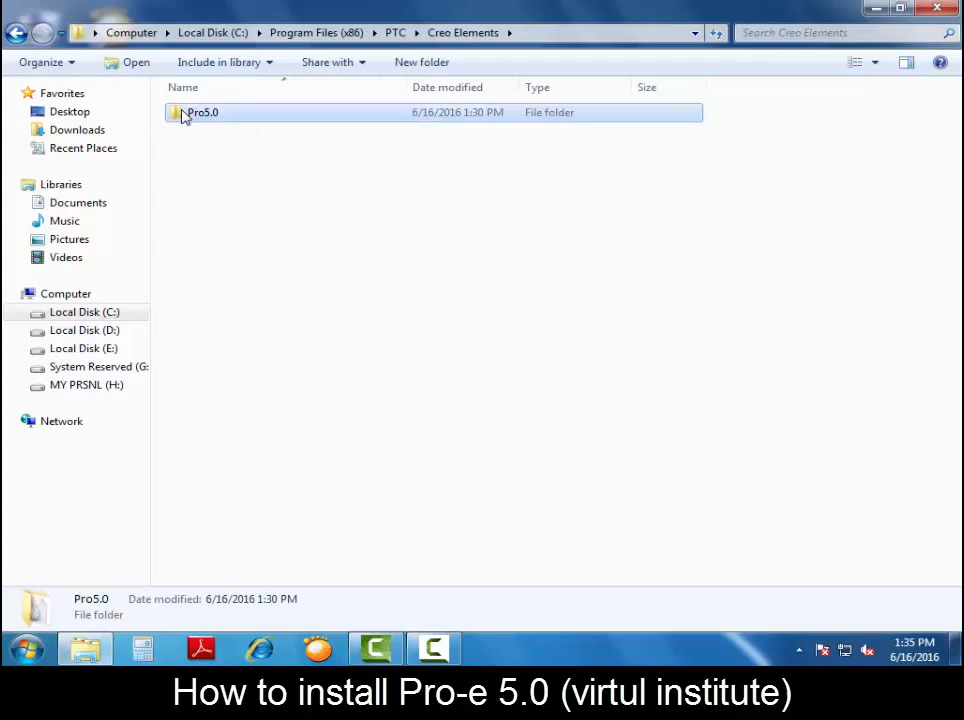 Computer Local Disk (C:) Program Files (x86) PTC Creo Elements Search Creo Elements
Organize Open Include in library Share with New folder
Name Date modified Type Size
Pro5.0 6/16/2016 1:30 PM File folder
Favorites
Desktop
Downloads
Recent Places
Libraries
Documents
Music
Pictures
Videos
Computer
Local Disk (C:)
Local Disk (D:)
Local Disk (E:)
System Reserved (G:
MY PRSNL (H:)
Network
Pro5.0 Date modified: 6/16/2016 1:30 PM
File folder
1:35 PM
6/16/2016
How to install Pro-e 5.0 (virtul institute)